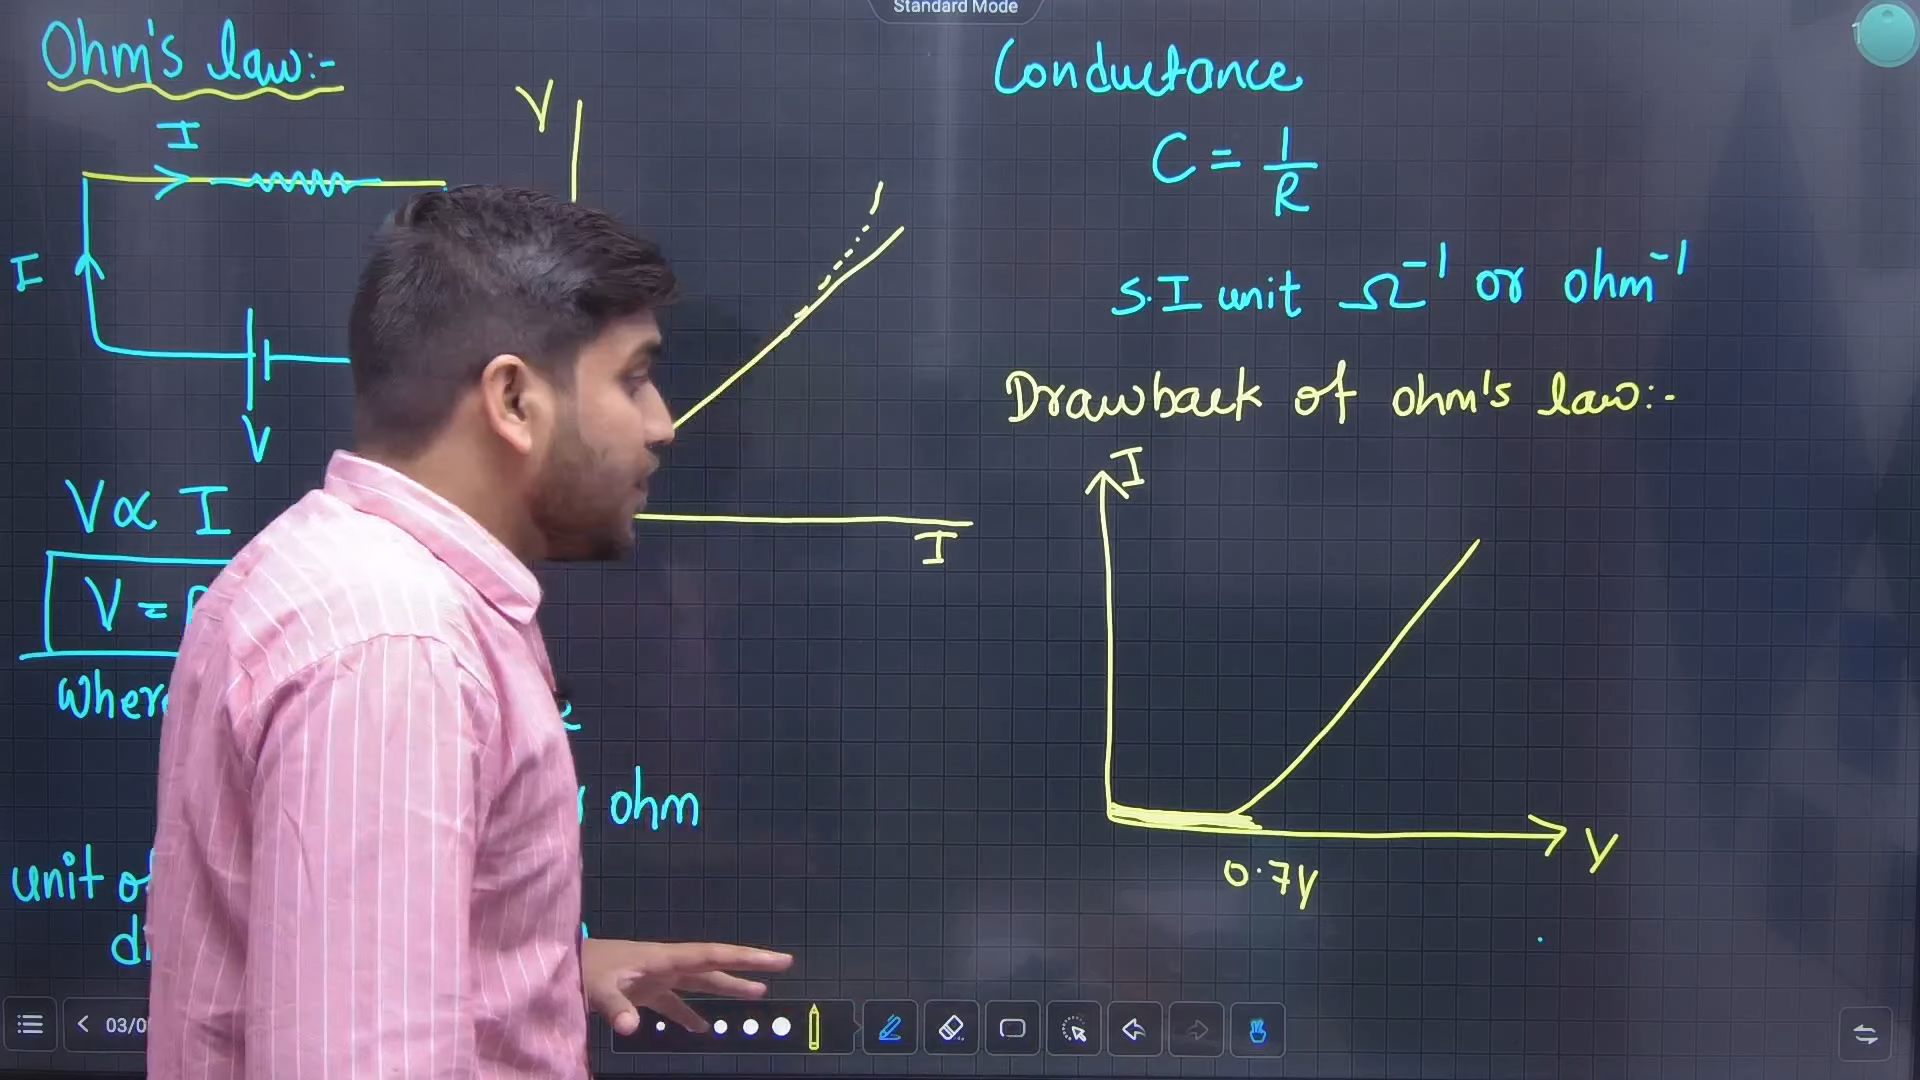 Standard Mode
Ohm's law:-
I
V
I
V
V∝ I
V =
where
ohm
unit of
I
Conductance
C = 1/R
S.I unit Ω⁻¹ or ohm⁻¹
Drawback of ohm's law:-
I
V
0.7V
03/0